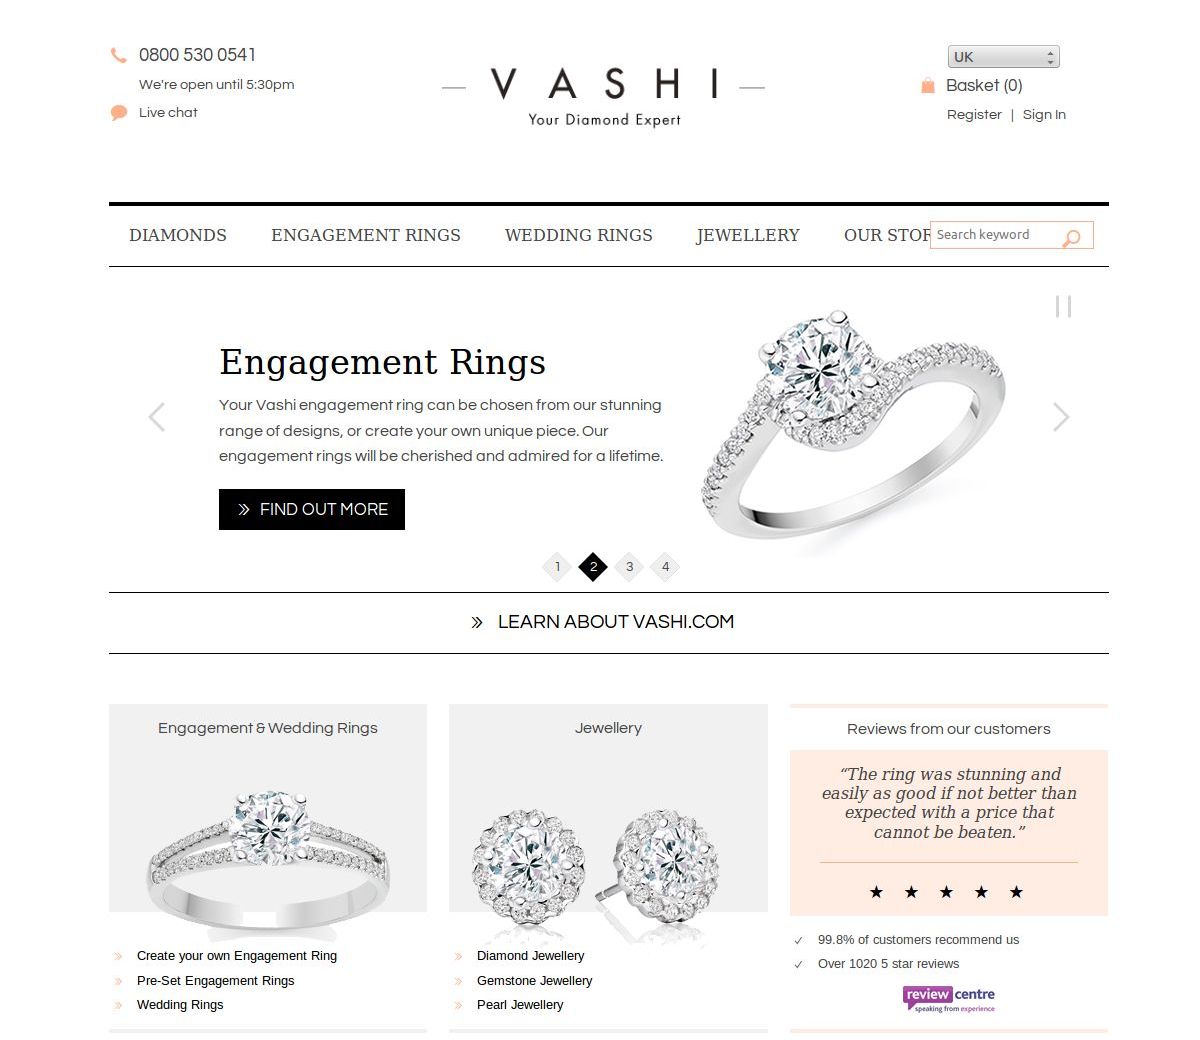 0800 530 0541
We're open until 5:30pm
Live chat
VASHI
Your Diamond Expert
UK
Basket (0)
Register | Sign In
DIAMONDS ENGAGEMENT RINGS WEDDING RINGS JEWELLERY OUR STOR
Search keyword
Engagement Rings
Your Vashi engagement ring can be chosen from our stunning
range of designs, or create your own unique piece. Our
engagement rings will be cherished and admired for a lifetime.
» FIND OUT MORE
1 2 3 4
» LEARN ABOUT VASHI.COM
Engagement & Wedding Rings
» Create your own Engagement Ring
» Pre-Set Engagement Rings
» Wedding Rings
Jewellery
» Diamond Jewellery
» Gemstone Jewellery
» Pearl Jewellery
Reviews from our customers
“The ring was stunning and
easily as good if not better than
expected with a price that
cannot be beaten.”
★ ★ ★ ★ ★
✓ 99.8% of customers recommend us
✓ Over 1020 5 star reviews
review centre
speaking from experience